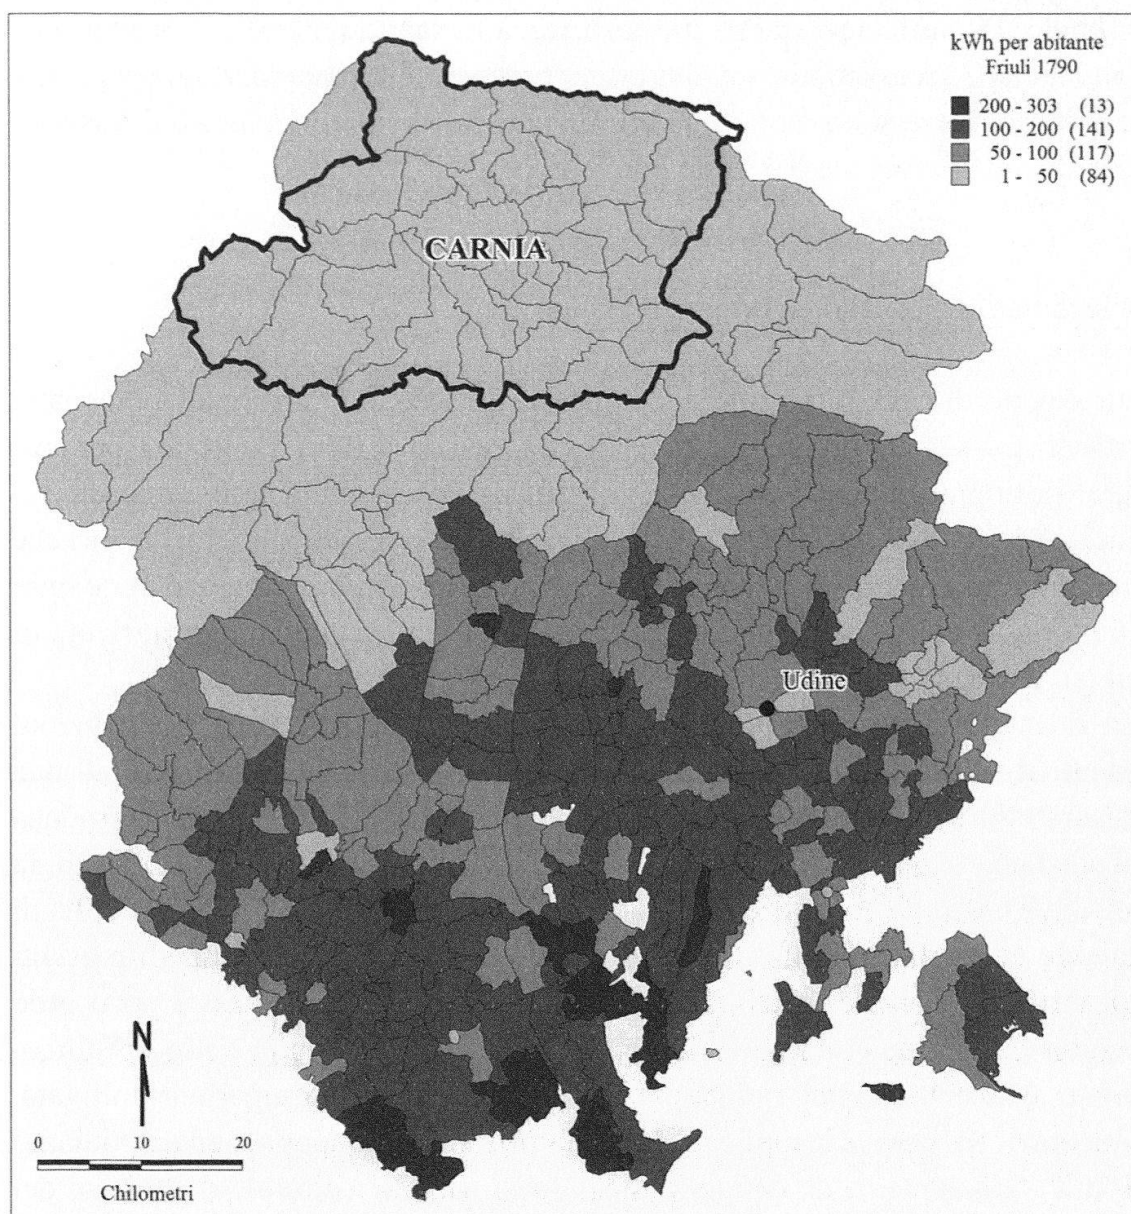 kWh per abitante
Friuli 1790
200 - 303 (13)
100 - 200 (141)
50 - 100 (117)
1 - 50 (84)
CARNIA
Udine
N
0 10 20
Chilometri